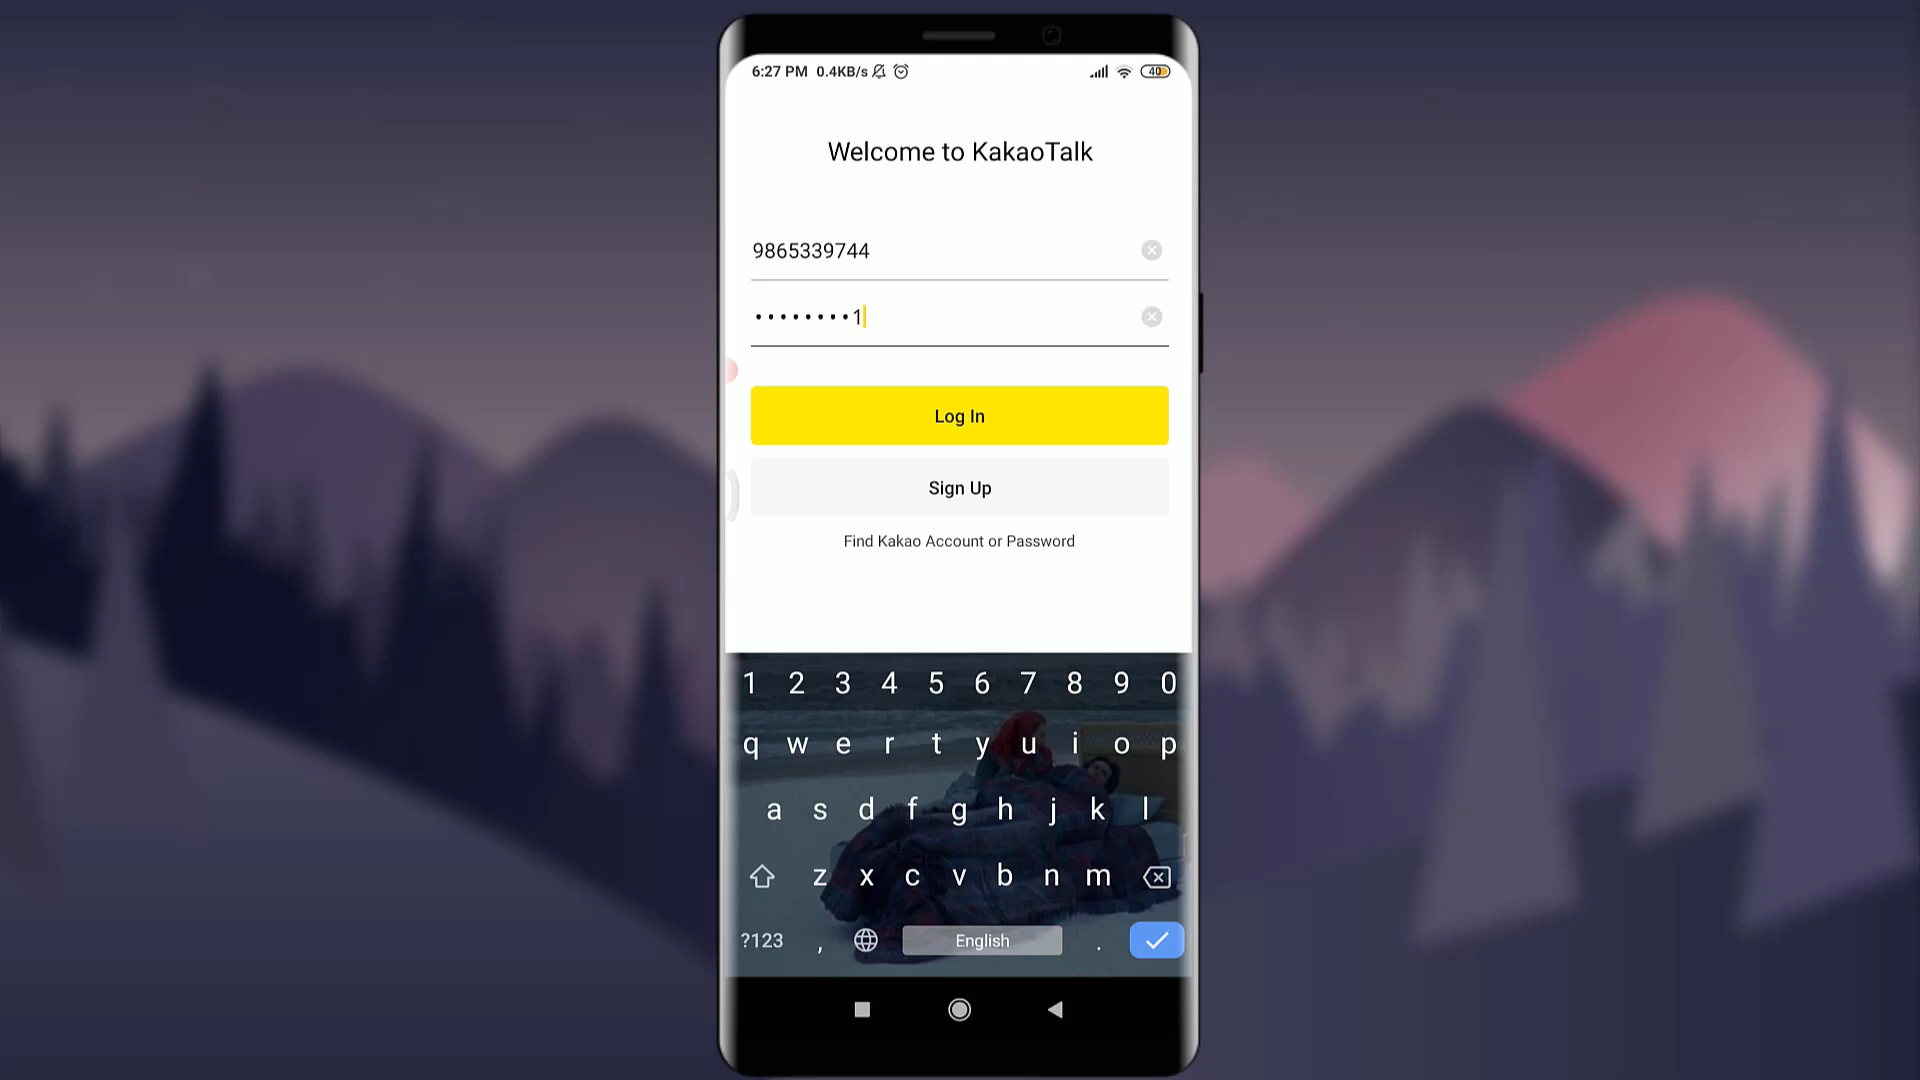 6:27 PM 0.4KB/s 40
Welcome to KakaoTalk
9865339744
••••••••1
Log In
Sign Up
Find Kakao Account or Password
1 2 3 4 5 6 7 8 9 0
q w e r t y u i o p
a s d f g h j k l
z x c v b n m
?123 , English .